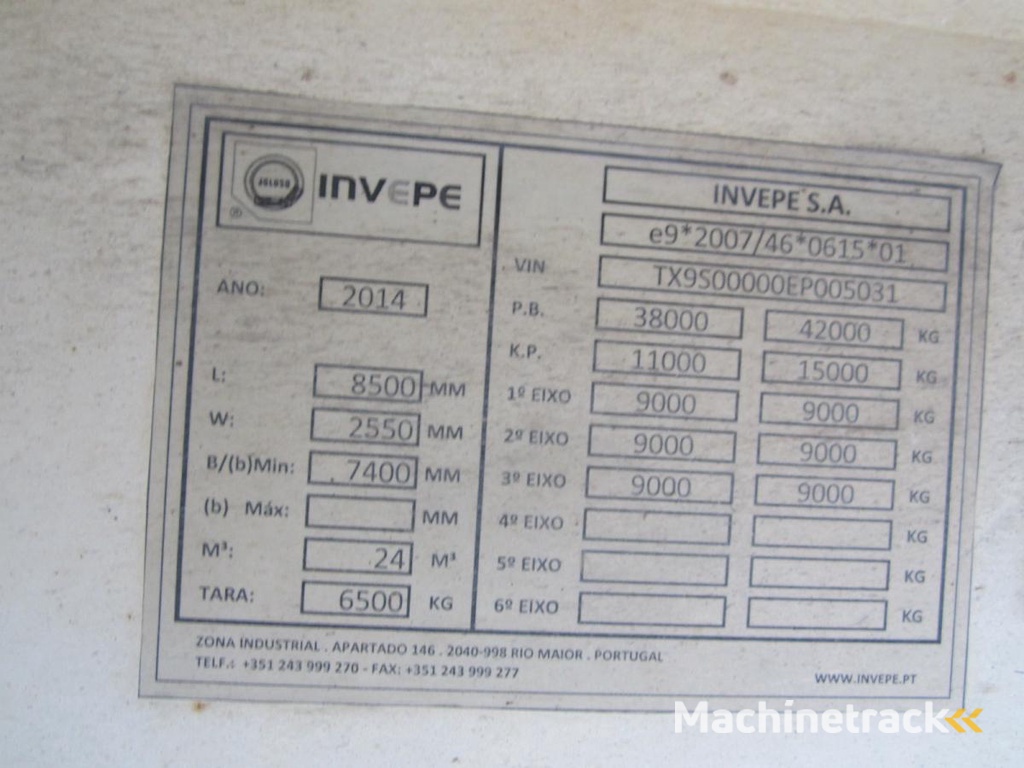 INVEPE
®
ANO: 2014
L: 8500 MM
W: 2550 MM
B/(b)Min: 7400 MM
(b) Máx: MM
M³: 24 M³
TARA: 6500 KG
INVEPE S.A.
e9*2007/46*0615*01
VIN TX9S00000EP005031
P.B. 38000 42000 KG
K.P. 11000 15000 KG
1º EIXO 9000 9000 KG
2º EIXO 9000 9000 KG
3º EIXO 9000 9000 KG
4º EIXO KG
5º EIXO KG
6º EIXO KG
ZONA INDUSTRIAL . APARTADO 146 . 2040-998 RIO MAIOR . PORTUGAL
TELF.: +351 243 999 270 - FAX: +351 243 999 277
WWW.INVEPE.PT
Machinetrack